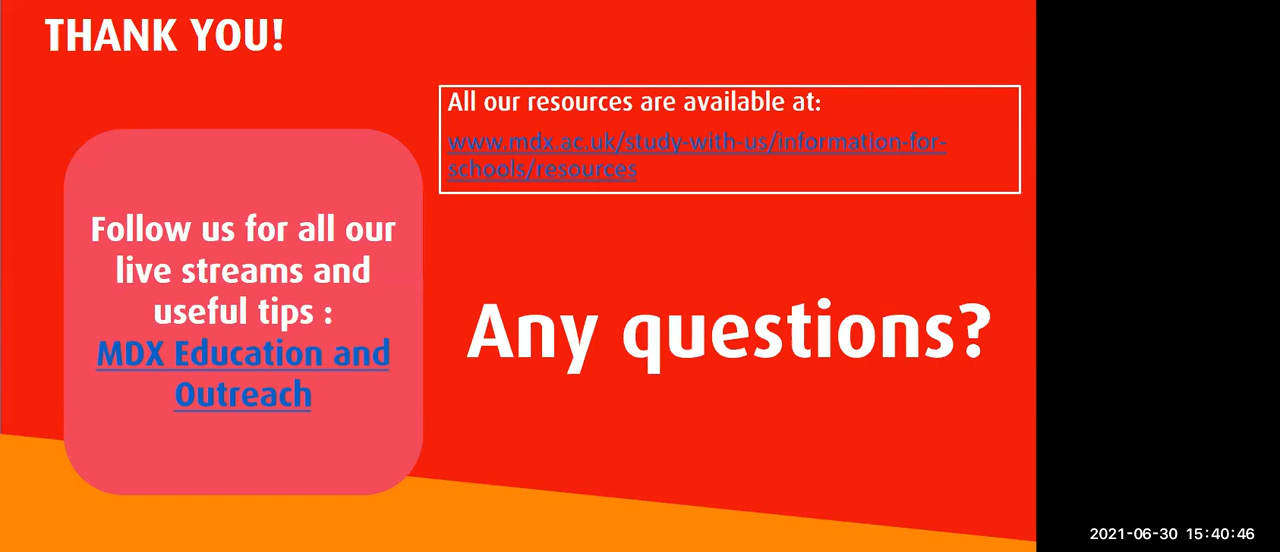 THANK YOU!
All our resources are available at:
www.mdx.ac.uk/study-with-us/information-for-
schools/resources
Follow us for all our
live streams and
useful tips :
MDX Education and
Outreach
Any questions?
2021-06-30 15:40:46